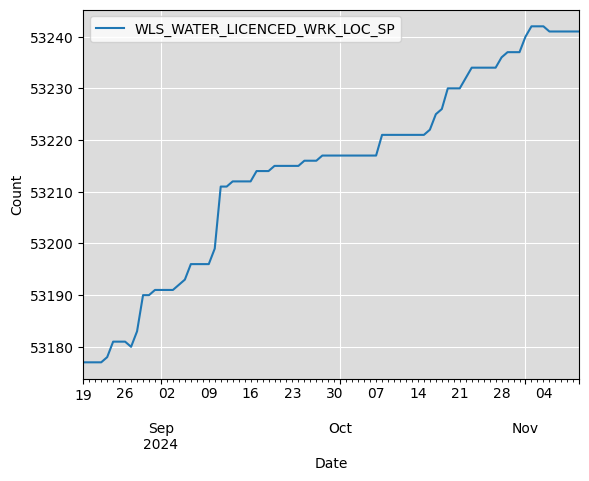 WLS_WATER_LICENCED_WRK_LOC_SP
Count
53240
53230
53220
53210
53200
53190
53180
19 26 02 09 16 23 30 07 14 21 28 04
Sep Oct Nov
2024
Date